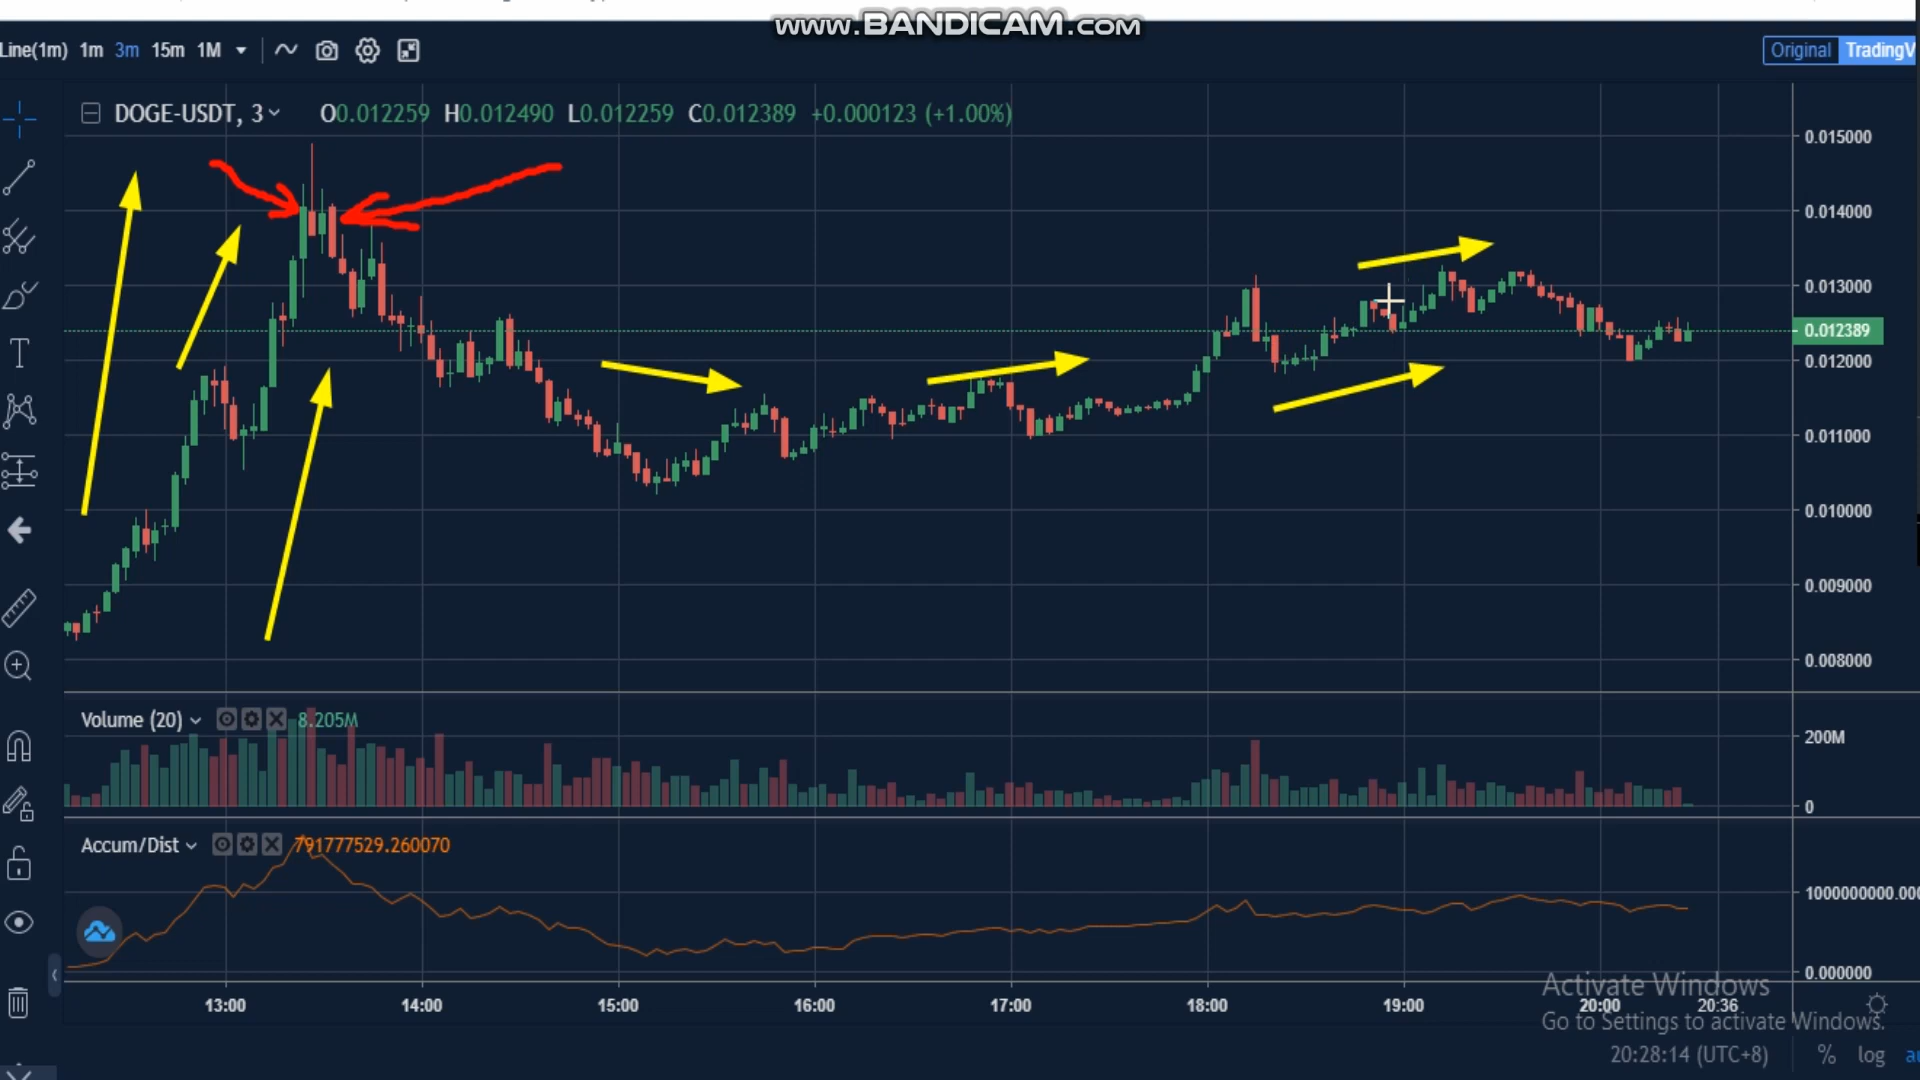 www.BANDICAM.com
Line(1m) 1m 3m 15m 1M
Original TradingV
DOGE-USDT, 3 O0.012259 H0.012490 L0.012259 C0.012389 +0.000123 (+1.00%)
0.015000
0.014000
0.013000
0.012389
0.012000
0.011000
0.010000
0.009000
0.008000
Volume (20) 8.205M
200M
0
Accum/Dist 791777529.260070
1000000000.00
0.000000
Activate Windows
13:00 14:00 15:00 16:00 17:00 18:00 19:00 20:00 20:36
Go to Settings to activate Windows.
20:28:14 (UTC+8) % log